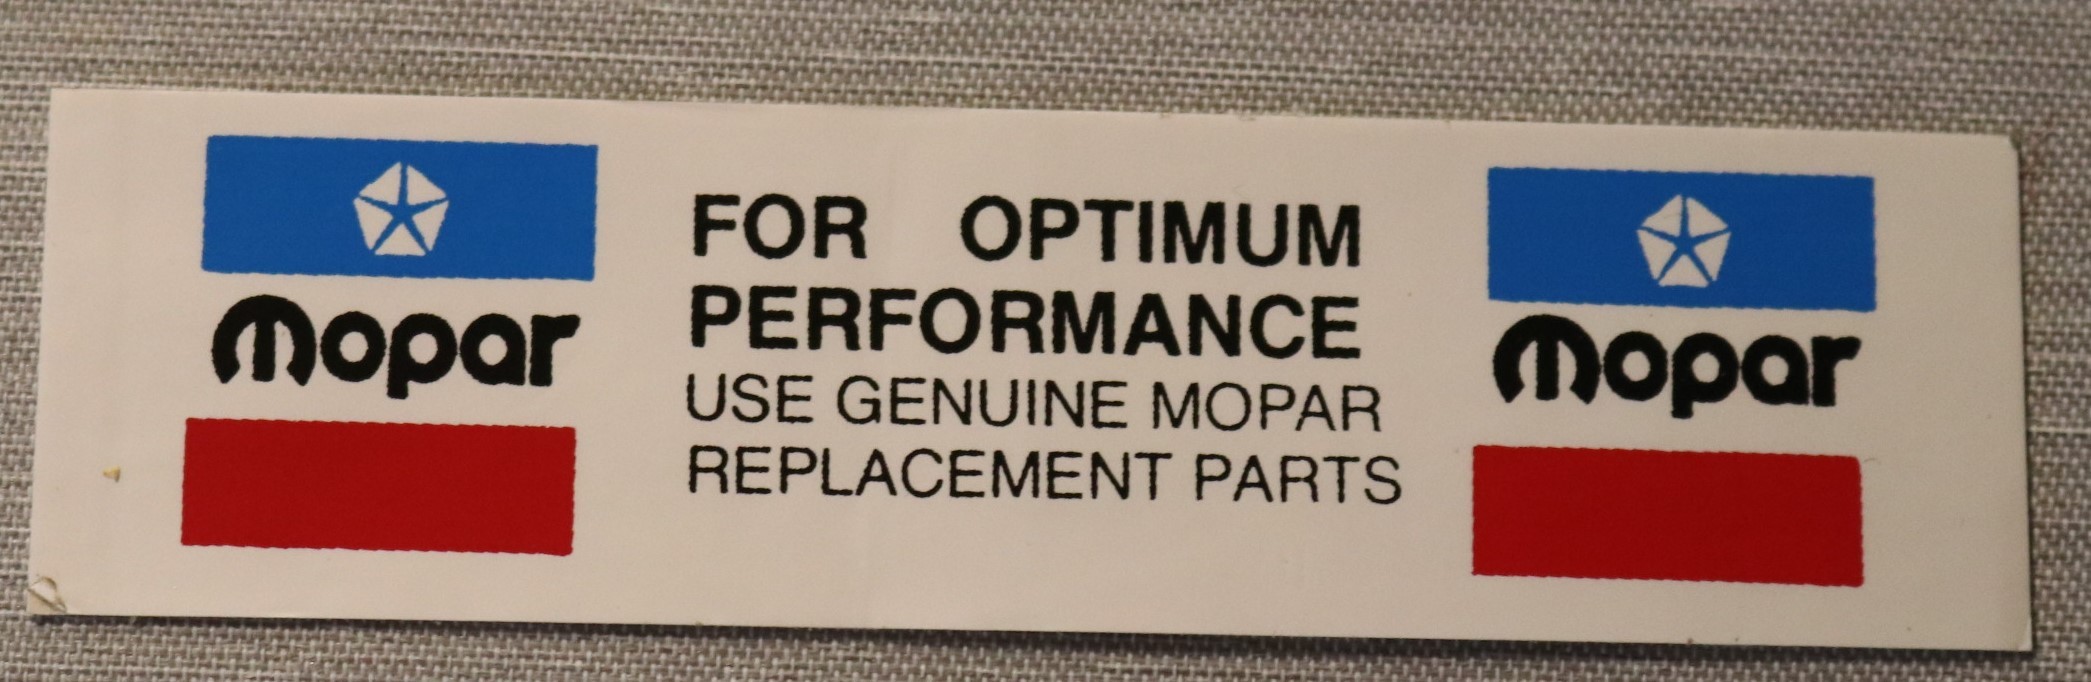 Mopar
FOR OPTIMUM
PERFORMANCE
USE GENUINE MOPAR
REPLACEMENT PARTS
Mopar